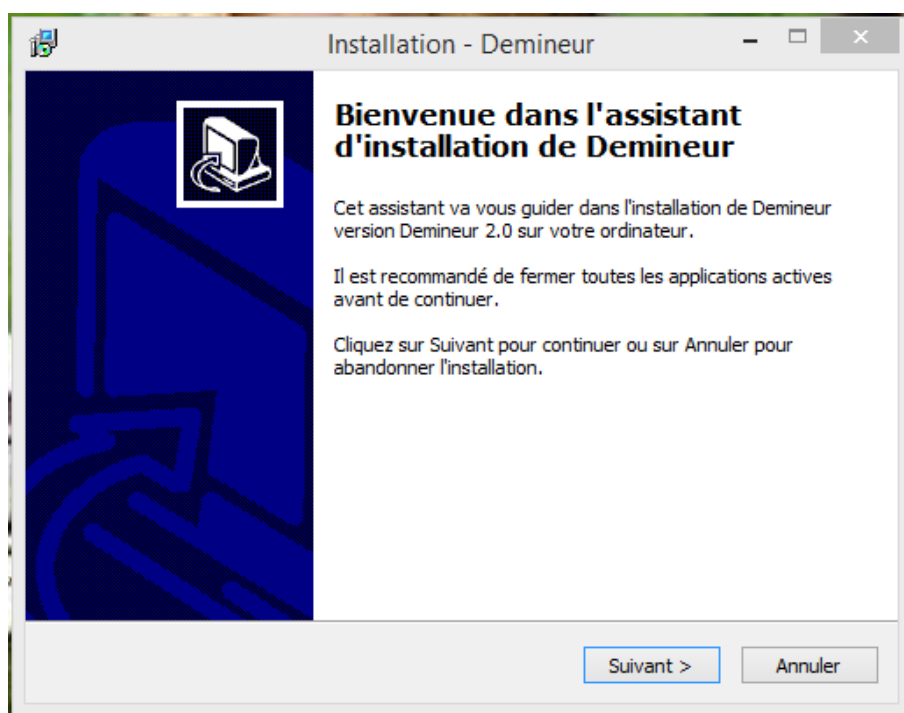 Installation - Demineur
Bienvenue dans l'assistant
d'installation de Demineur
Cet assistant va vous guider dans l'installation de Demineur
version Demineur 2.0 sur votre ordinateur.
Il est recommandé de fermer toutes les applications actives
avant de continuer.
Cliquez sur Suivant pour continuer ou sur Annuler pour
abandonner l'installation.
Suivant >
Annuler